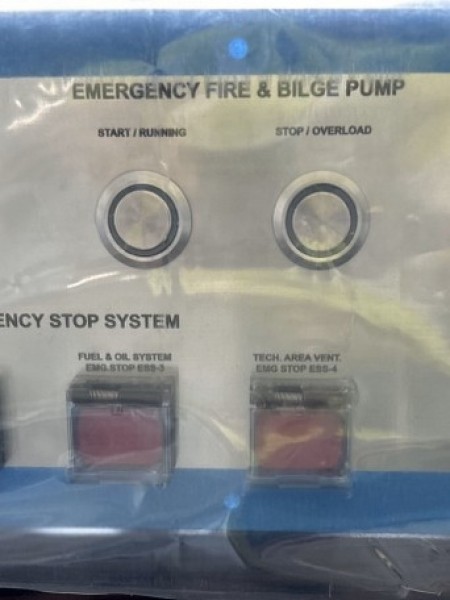 EMERGENCY FIRE & BILGE PUMP
START / RUNNING
STOP / OVERLOAD
ENCY STOP SYSTEM
FUEL & OIL SYSTEM
EMG.STOP ESS-3
TECH. AREA VENT.
EMG STOP ESS-4